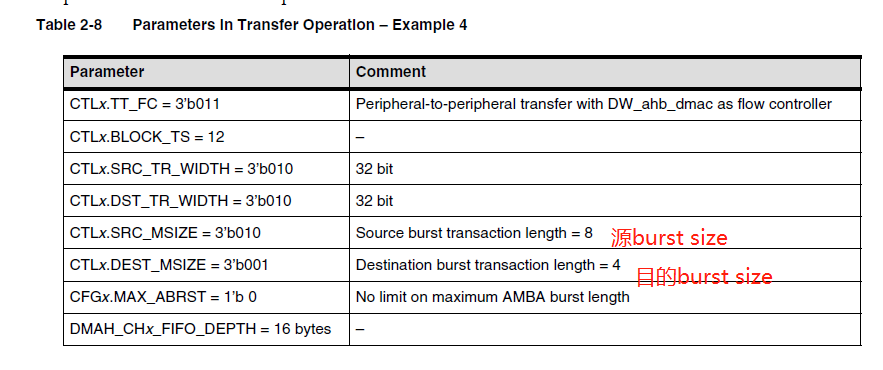 Table 2-8 Parameters in Transfer Operation – Example 4
Parameter Comment
CTLx.TT_FC = 3’b011 Peripheral-to-peripheral transfer with DW_ahb_dmac as flow controller
CTLx.BLOCK_TS = 12 –
CTLx.SRC_TR_WIDTH = 3’b010 32 bit
CTLx.DST_TR_WIDTH = 3’b010 32 bit
CTLx.SRC_MSIZE = 3’b010 Source burst transaction length = 8 源burst size
CTLx.DEST_MSIZE = 3’b001 Destination burst transaction length = 4 目的burst size
CFGx.MAX_ABRST = 1’b 0 No limit on maximum AMBA burst length
DMAH_CHx_FIFO_DEPTH = 16 bytes –